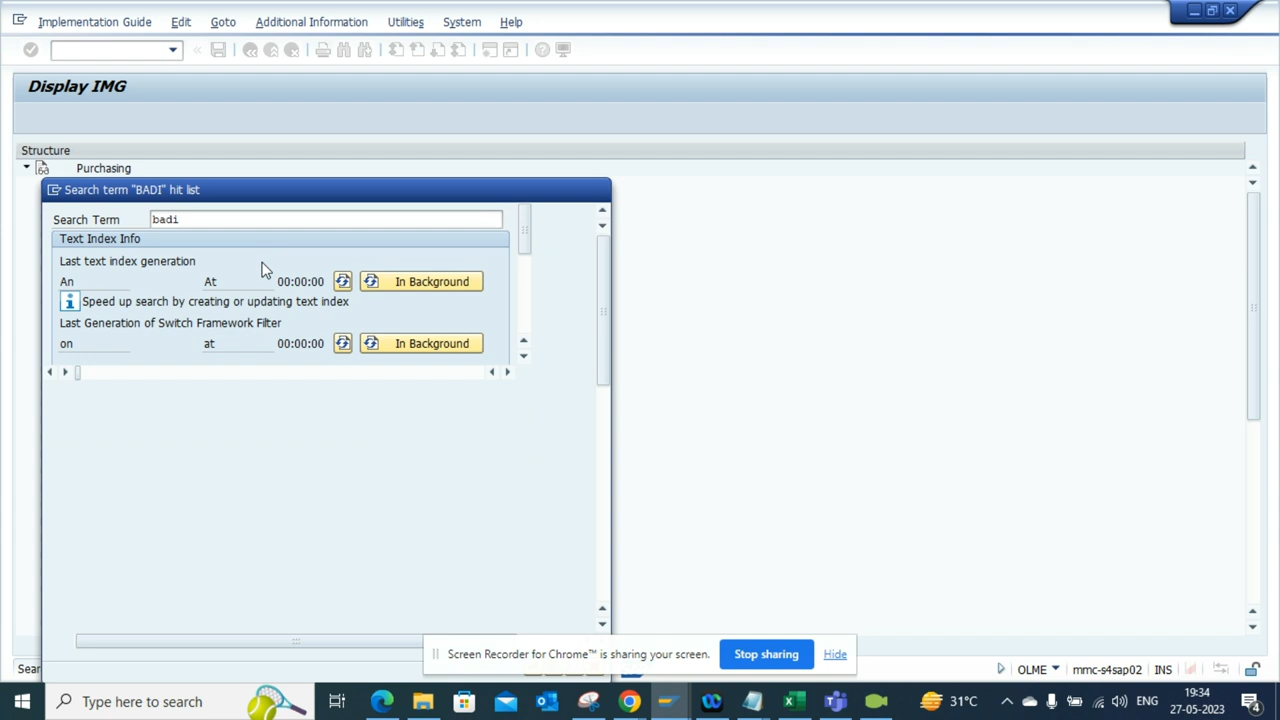 Implementation Guide Edit Goto Additional Information Utilities System Help
Display IMG
Structure
Purchasing
Search term "BADI" hit list
Search Term badi
Text Index Info
Last text index generation
An At 00:00:00 In Background
Speed up search by creating or updating text index
Last Generation of Switch Framework Filter
on at 00:00:00 In Background
Screen Recorder for Chrome™ is sharing your screen. Stop sharing Hide
Sear OLME mmc-s4sap02 INS
Type here to search 31°C ENG 19:34
27-05-2023 4